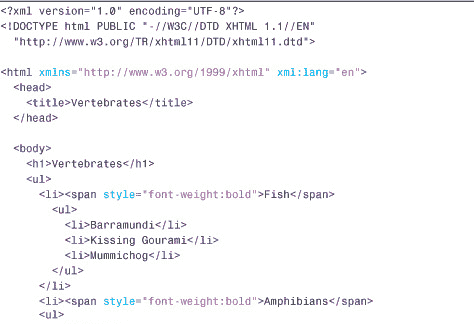 <?xml version="1.0" encoding="UTF-8"?>
<!DOCTYPE html PUBLIC "-//W3C//DTD XHTML 1.1//EN"
"http://www.w3.org/TR/xhtml11/DTD/xhtml11.dtd">
<html xmlns="http://www.w3.org/1999/xhtml" xml:lang="en">
<head>
<title>Vertebrates</title>
</head>
<body>
<h1>Vertebrates</h1>
<ul>
<li><span style="font-weight:bold">Fish</span>
<ul>
<li>Barramundi</li>
<li>Kissing Gourami</li>
<li>Mummichog</li>
</ul>
</li>
<li><span style="font-weight:bold">Amphibians</span>
<ul>